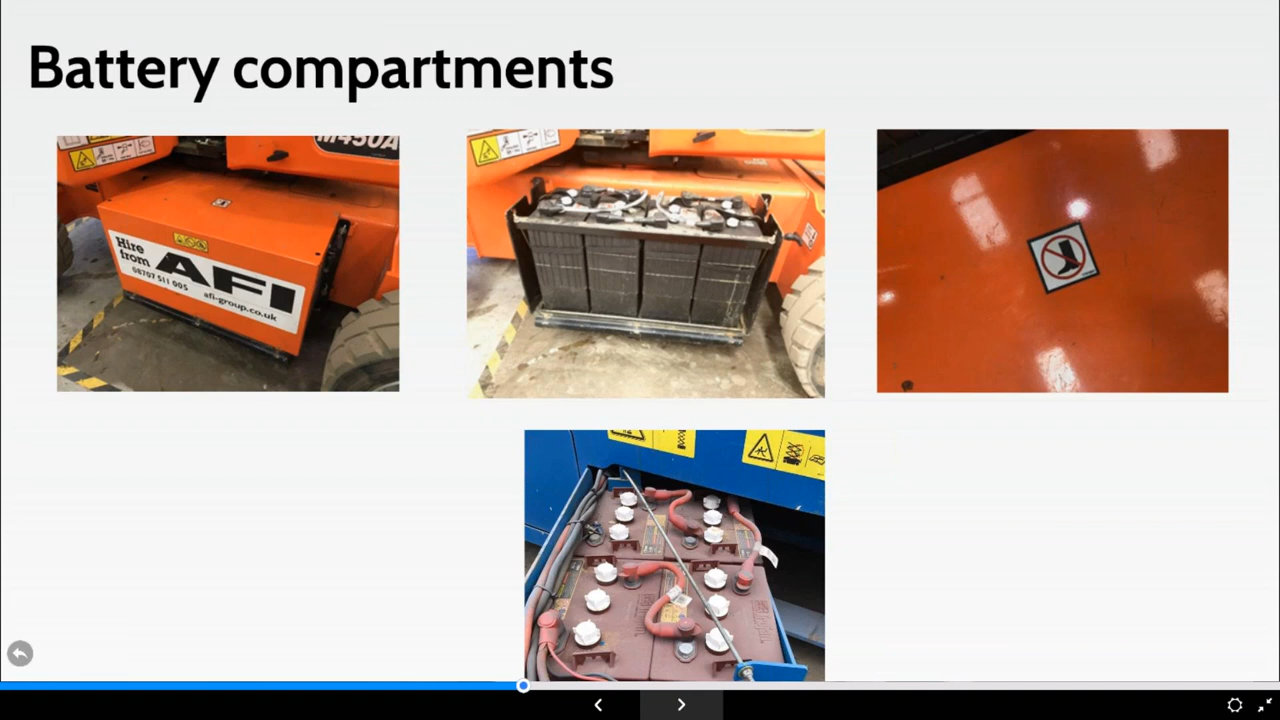 Battery compartments
M450A
Hire
from
AFI
08707 511 005
afi-group.co.uk